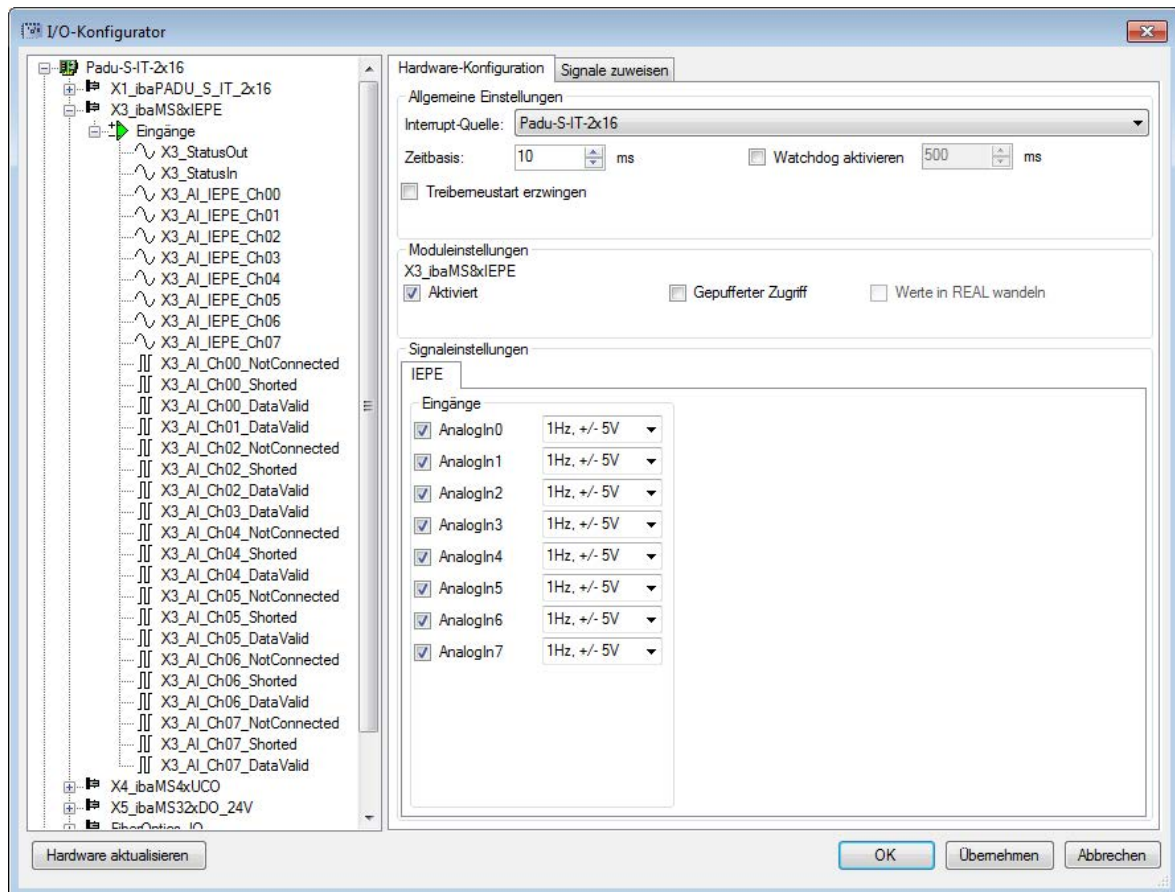 I/O-Konfigurator
Padu-S-IT-2x16
X1_ibaPADU_S_IT_2x16
X3_ibaMS&xIEPE
Eingänge
X3_StatusOut
X3_StatusIn
X3_AI_IEPE_Ch00
X3_AI_IEPE_Ch01
X3_AI_IEPE_Ch02
X3_AI_IEPE_Ch03
X3_AI_IEPE_Ch04
X3_AI_IEPE_Ch05
X3_AI_IEPE_Ch06
X3_AI_IEPE_Ch07
X3_AI_Ch00_NotConnected
X3_AI_Ch00_Shorted
X3_AI_Ch00_DataValid
X3_AI_Ch01_DataValid
X3_AI_Ch02_NotConnected
X3_AI_Ch02_Shorted
X3_AI_Ch02_DataValid
X3_AI_Ch03_DataValid
X3_AI_Ch04_NotConnected
X3_AI_Ch04_Shorted
X3_AI_Ch04_DataValid
X3_AI_Ch05_NotConnected
X3_AI_Ch05_Shorted
X3_AI_Ch05_DataValid
X3_AI_Ch06_NotConnected
X3_AI_Ch06_Shorted
X3_AI_Ch06_DataValid
X3_AI_Ch07_NotConnected
X3_AI_Ch07_Shorted
X3_AI_Ch07_DataValid
X4_ibaMS4xUCO
X5_ibaMS32xDO_24V
FiberOption_IO
Hardware-Konfiguration Signale zuweisen
Allgemeine Einstellungen
Interrupt-Quelle: Padu-S-IT-2x16
Zeitbasis: 10 ms Watchdog aktivieren 500 ms
Treiberneustart erzwingen
Moduleinstellungen
X3_ibaMS&xIEPE
Aktiviert Gepufferter Zugriff Werte in REAL wandeln
Signaleinstellungen
IEPE
Eingänge
AnalogIn0 1Hz, +/- 5V
AnalogIn1 1Hz, +/- 5V
AnalogIn2 1Hz, +/- 5V
AnalogIn3 1Hz, +/- 5V
AnalogIn4 1Hz, +/- 5V
AnalogIn5 1Hz, +/- 5V
AnalogIn6 1Hz, +/- 5V
AnalogIn7 1Hz, +/- 5V
Hardware aktualisieren OK Übernehmen Abbrechen